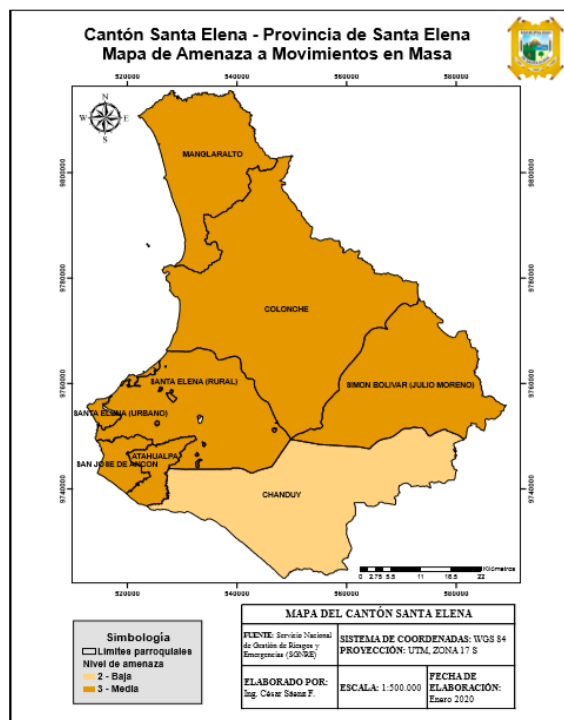 Cantón Santa Elena - Provincia de Santa Elena
Mapa de Amenaza a Movimientos en Masa
520000 540000 560000 580000
N
W E
S
9800000 9800000
9780000 9780000
9760000 9760000
9740000 9740000
MANGLARALTO
COLONCHE
SANTA ELENA (RURAL)
SIMON BOLIVAR (JULIO MORENO)
SANTA ELENA (URBANO)
ATAHUALPA
SAN JOSE DE ANCON
CHANDUY
Kilómetros
0 2.75 5.5 11 16.5 22
520000 540000 560000 580000
Simbología
Límites parroquiales
Nivel de amenaza
2 - Baja
3 - Media
MAPA DEL CANTÓN SANTA ELENA
FUENTE: Servicio Nacional
de Gestión de Riesgos y
Emergencias (SGNRE)
SISTEMA DE COORDENADAS: WGS 84
PROYECCIÓN: UTM, ZONA 17 S
ELABORADO POR:
Ing. César Sáenz F.
ESCALA: 1:500.000
FECHA DE
ELABORACIÓN:
Enero 2020